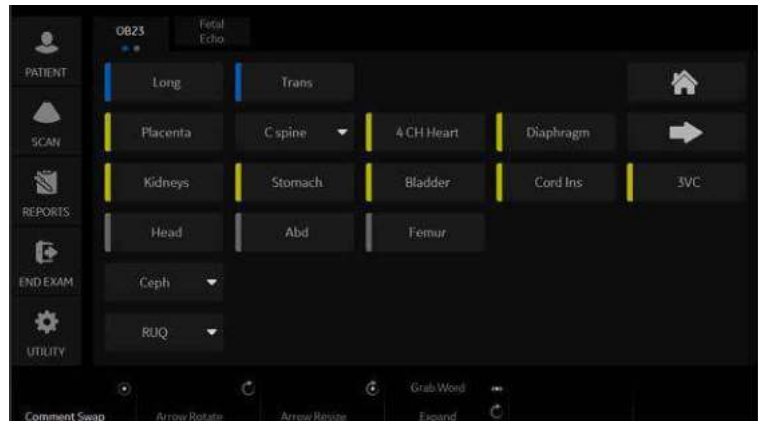 PATIENT
SCAN
REPORTS
END EXAM
UTILITY
OB23
Fetal
Echo
Long Trans
Placenta C spine 4 CH Heart Diaphragm
Kidneys Stomach Bladder Cord Ins 3VC
Head Abd Femur
Ceph
RUQ
Grab Word
Comment Swap Arrow Rotate Arrow Resize Expand